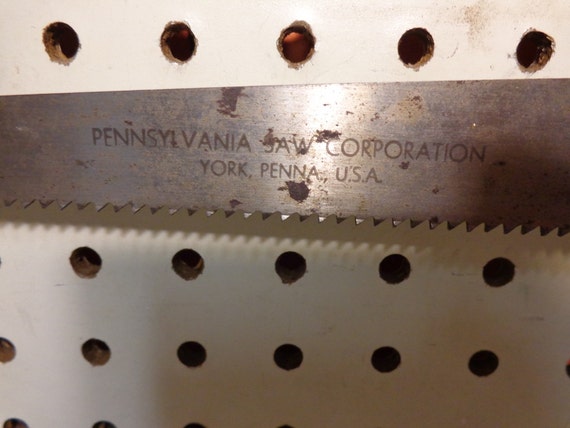 PENNSYLVANIA SAW CORPORATION
YORK, PENNA., U.S.A.